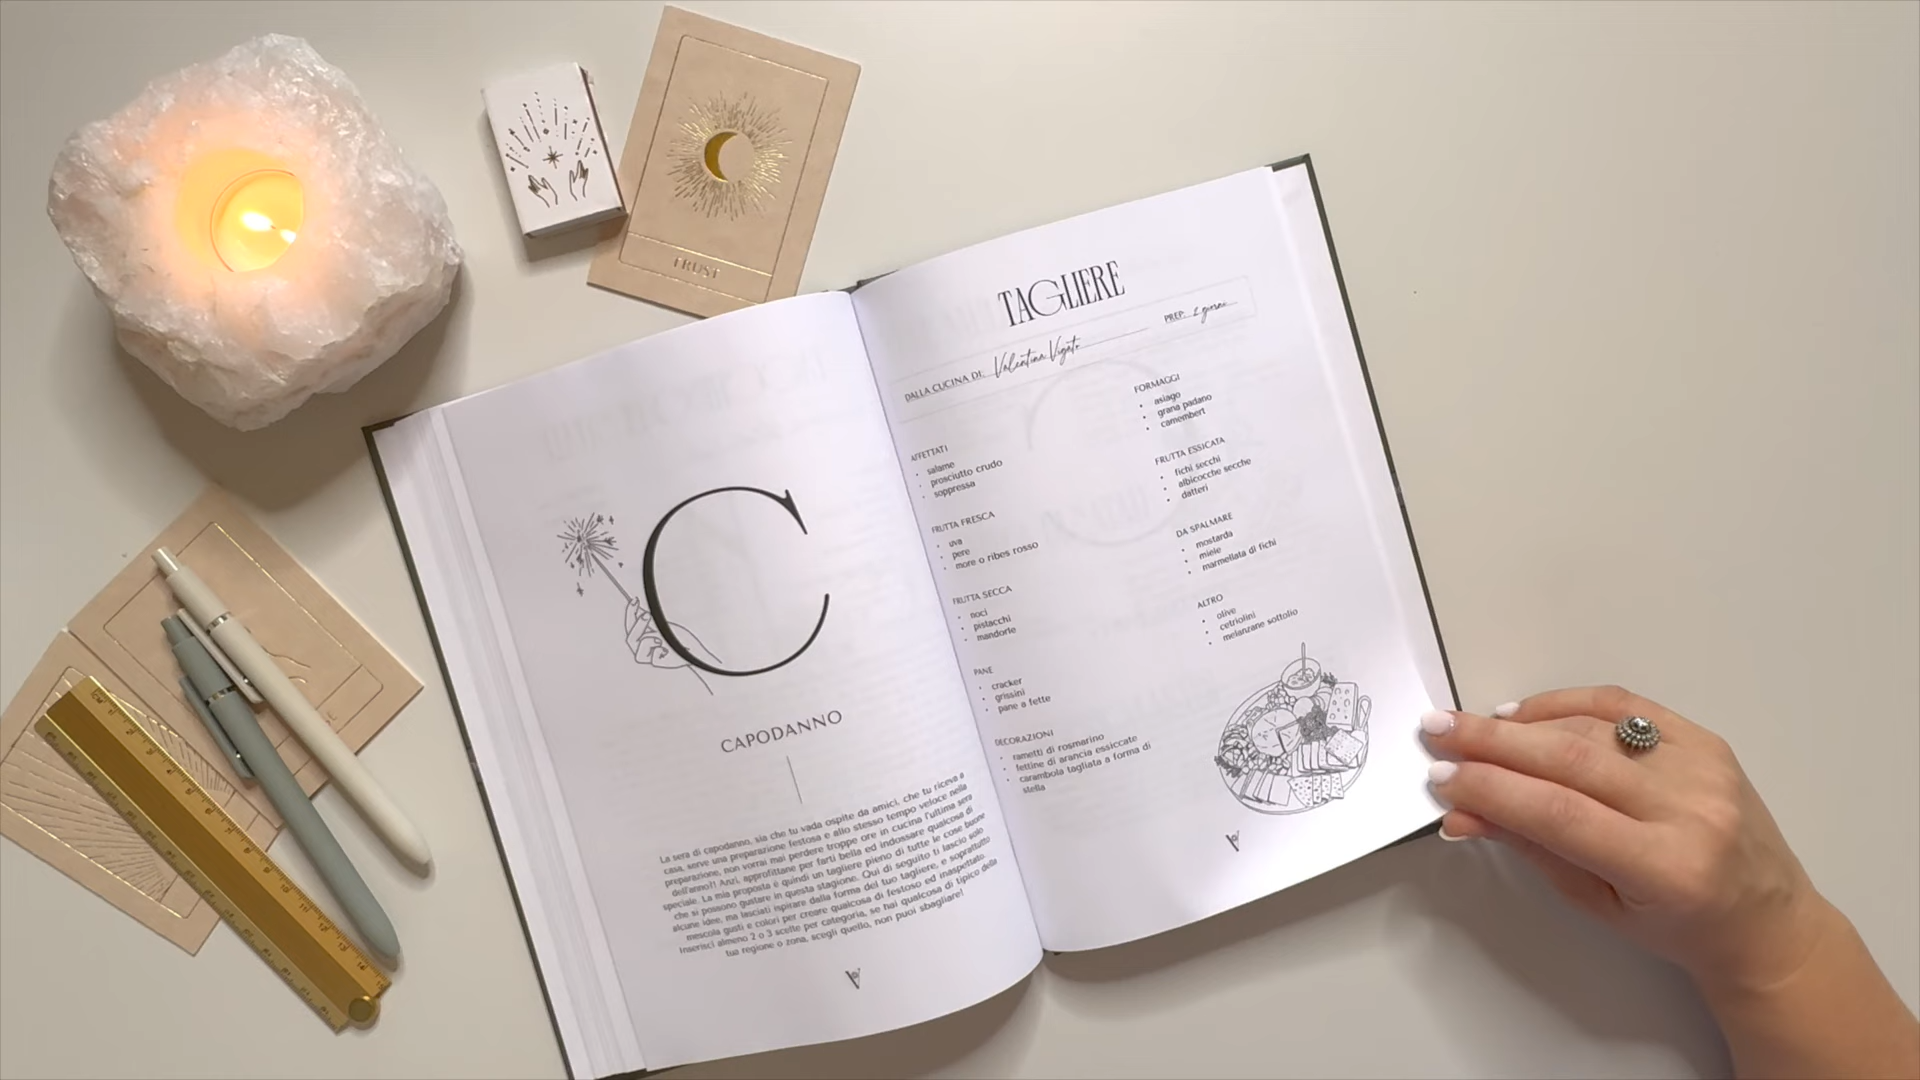 TRUST
C
CAPODANNO
La sera di capodanno, sia che tu vada ospite da amici, che tu riceva a
casa, serve una preparazione festosa e allo stesso tempo veloce nella
preparazione, non vorrai mai perdere troppe ore in cucina l'ultima sera
dell'anno?! Anzi, approfittane per farti bella ed indossare qualcosa di
speciale. La mia proposta è quindi un tagliere pieno di tutte le cose buone
che si possono gustare in questa stagione. Qui di seguito ti lascio solo
alcune idee, ma lasciati ispirare dalla forma del tuo tagliere, e soprattutto
mescola gusti e colori per creare qualcosa di festoso ed inaspettato.
Inserisci almeno 2 o 3 scelte per categoria, se hai qualcosa di tipico della
tua regione o zona, scegli quello, non puoi sbagliare!
TAGLIERE
DALLA CUCINA DI: Valentina Vigato
PREP:
AFFETTATI
• salame
• prosciutto crudo
• soppressa
FRUTTA FRESCA
• uva
• pere
• more o ribes rosso
FRUTTA SECCA
• noci
• pistacchi
• mandorle
PANE
• cracker
• grissini
• pane a fette
DECORAZIONI
• rametti di rosmarino
• fettine di arancia essiccate
• carambola tagliata a forma di
stella
FORMAGGI
• asiago
• grana padano
• camembert
FRUTTA ESSICATA
• fichi secchi
• albicocche secche
• datteri
DA SPALMARE
• mostarda
• miele
• marmellata di fichi
ALTRO
• olive
• cetriolini
• melanzane sottolio